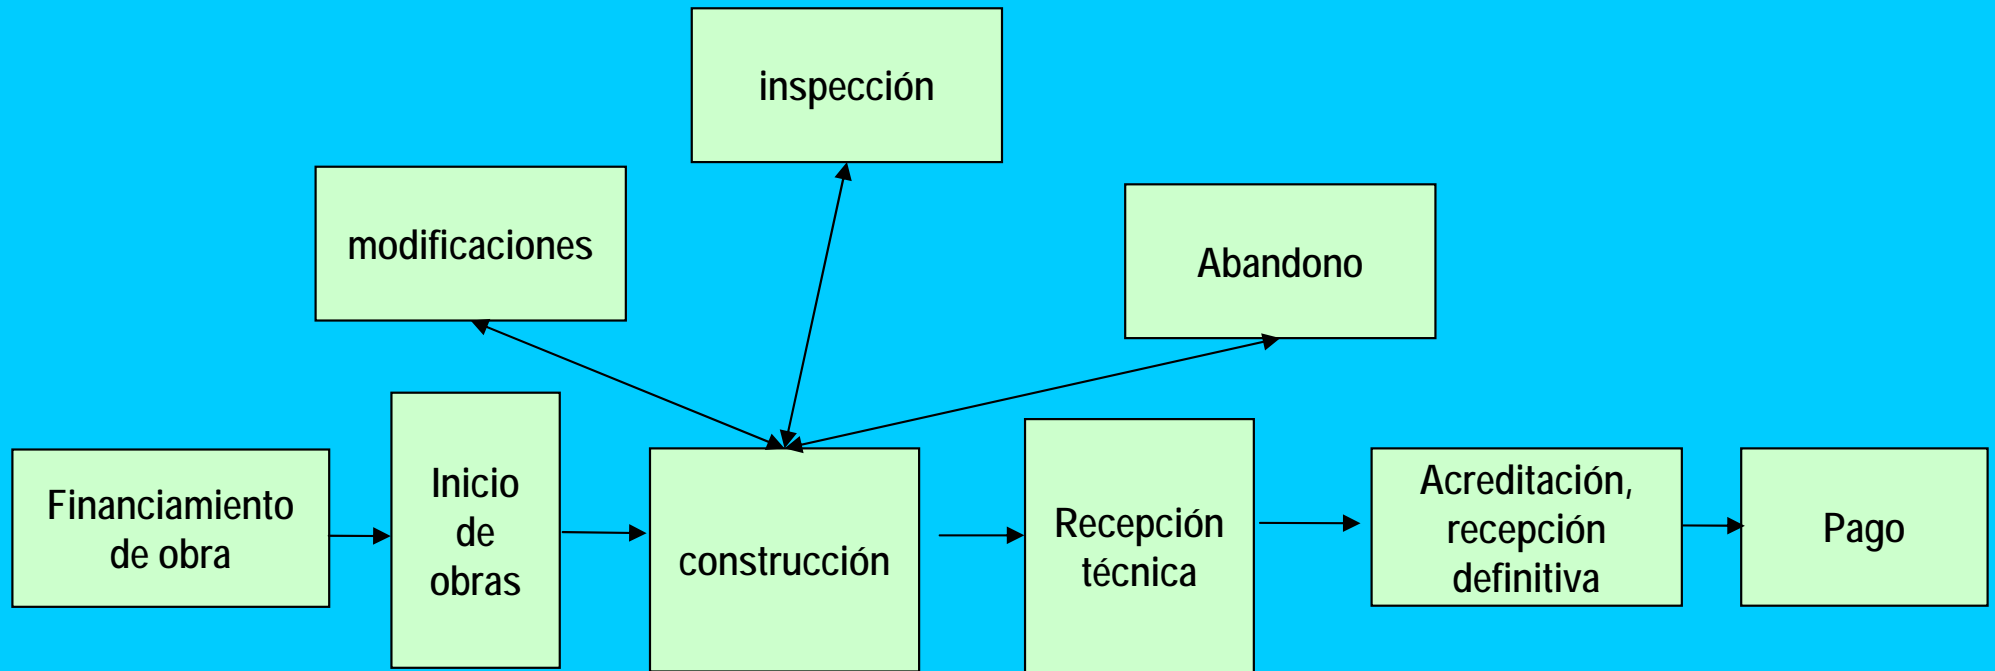 inspección
modificaciones
Abandono
Financiamiento
de obra
Inicio
de
obras
construcción
Recepción
técnica
Acreditación,
recepción
definitiva
Pago